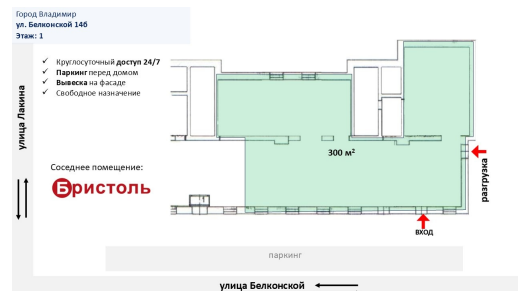 Город Владимир
ул. Белконской 14б
Этаж: 1
✓ Круглосуточный доступ 24/7
✓ Паркинг перед домом
✓ Вывеска на фасаде
✓ Свободное назначение
улица Лакина
Соседнее помещение:
Бристоль
300 м²
разгрузка
ВХОД
паркинг
улица Белконской